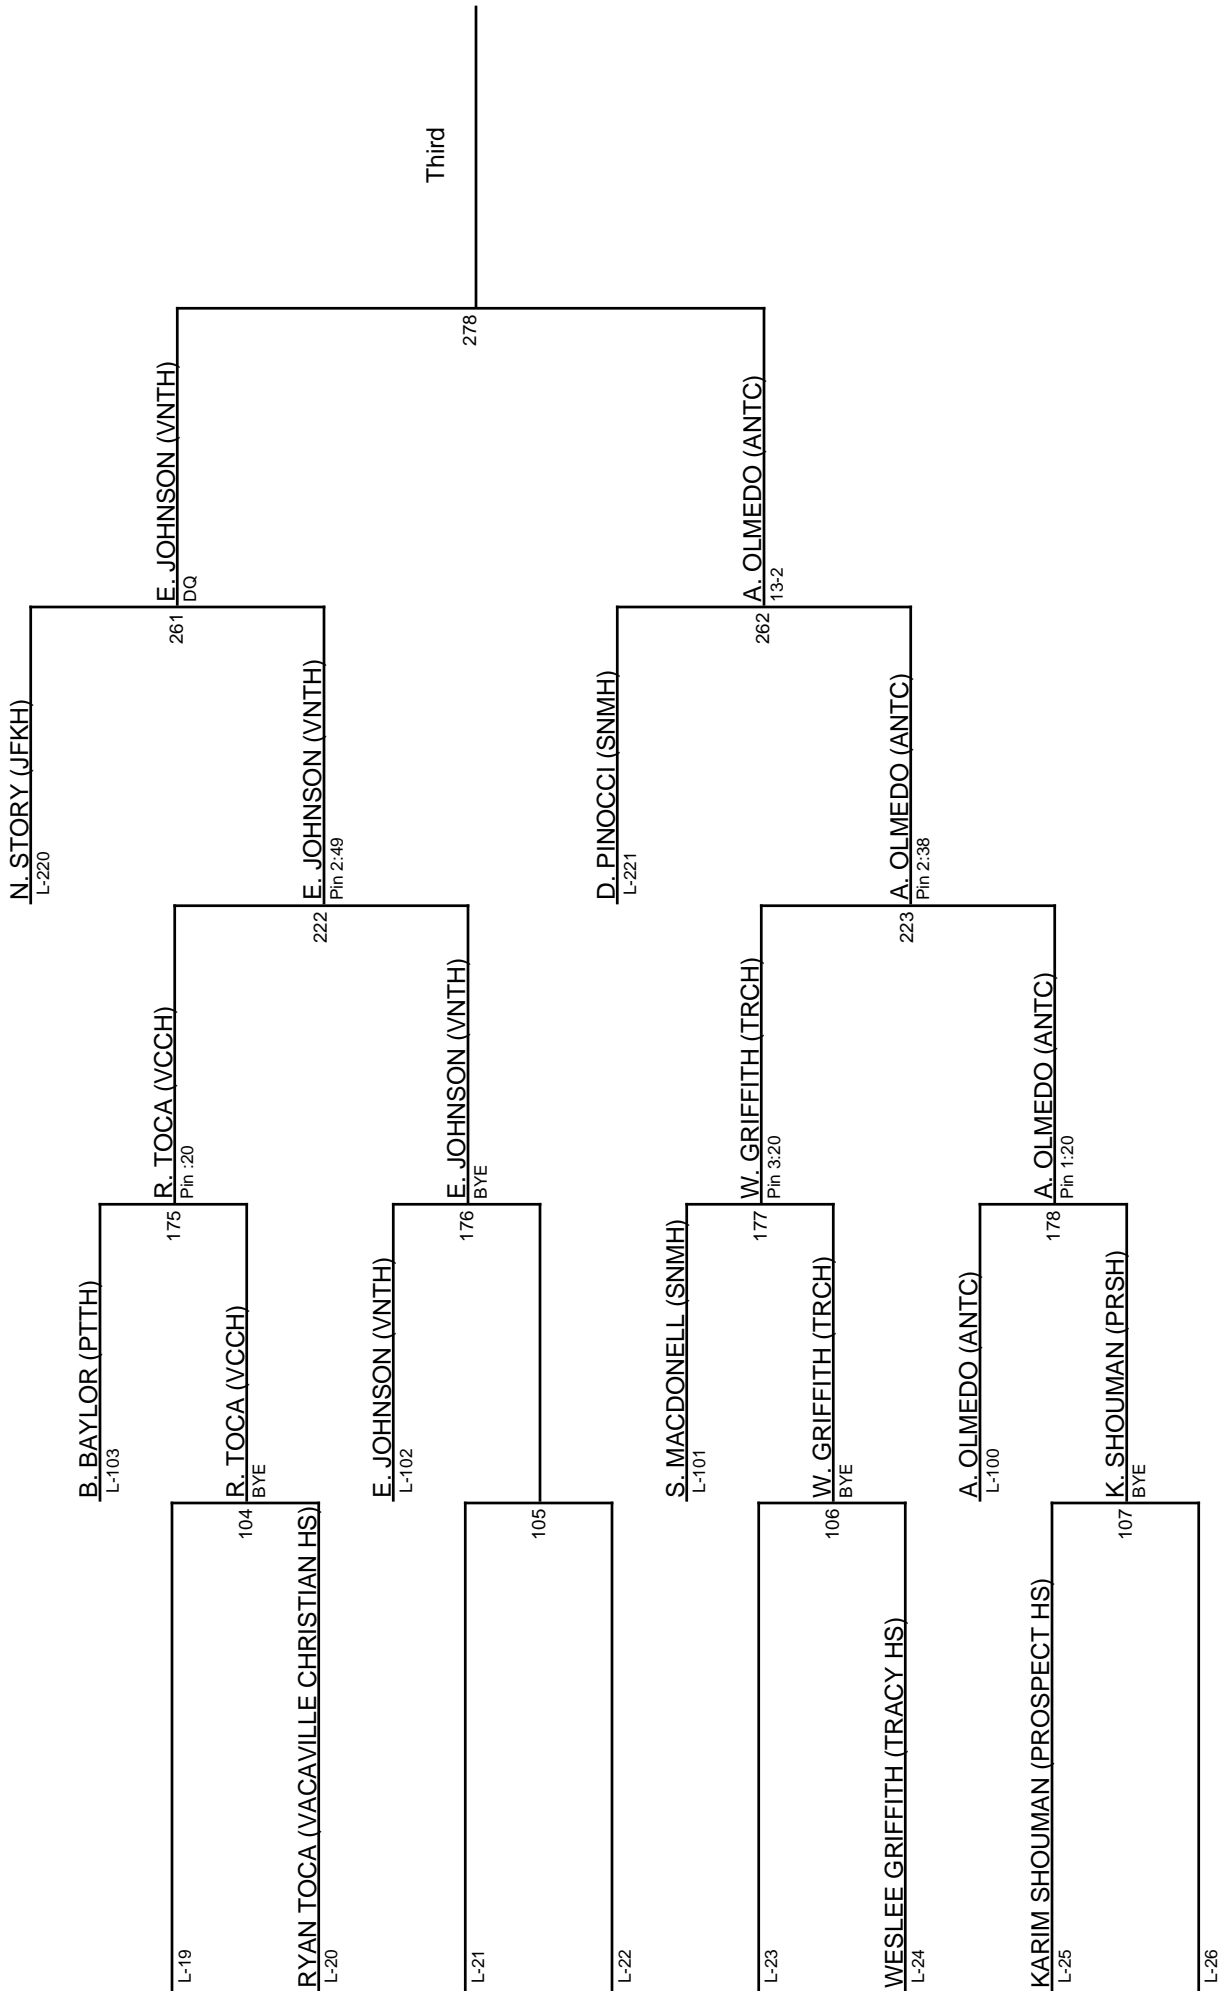 L-19
RYAN TOCA (VACAVILLE CHRISTIAN HS)
L-20
L-21
L-22
L-23
WESLEE GRIFFITH (TRACY HS)
L-24
KARIM SHOUMAN (PROSPECT HS)
L-25
L-26
B. BAYLOR (PTTH)
L-103
104
R. TOCA (VCCH)
BYE
E. JOHNSON (VNTH)
L-102
105
S. MACDONELL (SNMH)
L-101
106
W. GRIFFITH (TRCH)
BYE
A. OLMEDO (ANTC)
L-100
107
K. SHOUMAN (PRSH)
BYE
175
R. TOCA (VCCH)
Pin :20
176
E. JOHNSON (VNTH)
BYE
177
W. GRIFFITH (TRCH)
Pin 3:20
178
A. OLMEDO (ANTC)
Pin 1:20
N. STORY (JFKH)
L-220
222
E. JOHNSON (VNTH)
Pin 2:49
D. PINOCCI (SNMH)
L-221
223
A. OLMEDO (ANTC)
Pin 2:38
261
E. JOHNSON (VNTH)
DQ
262
A. OLMEDO (ANTC)
13-2
278
Third